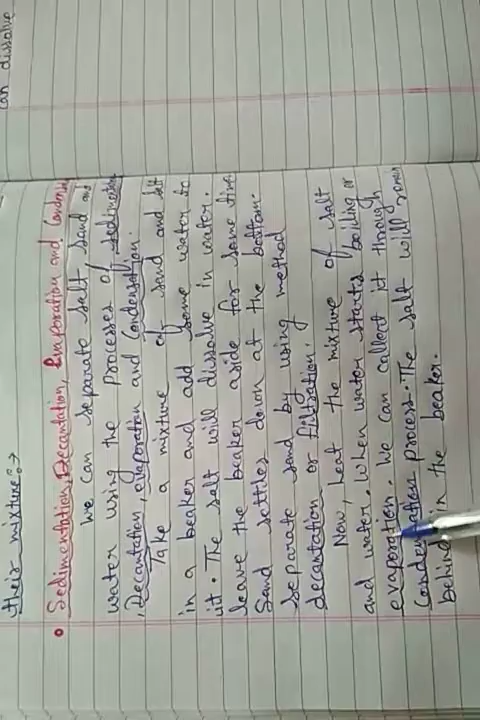 can dissolve
their mixture :→
• Sedimentation, Decantation, Evaporation and Conden
We can separate salt, sand and
water using the processes of sedimentation
, Decantation, evaporation and Condensation.
Take a mixture of sand and salt
in a beaker and add some water to
it. The salt will dissolve in water.
leave the beaker aside for some time
Sand settles down at the bottom.
separate sand by using method
decantation or filtration.
Now, heat the mixture of salt
and water. When water starts boiling or
evaporation. We can collect it through
Condensation process. The salt will
behind in the beaker.